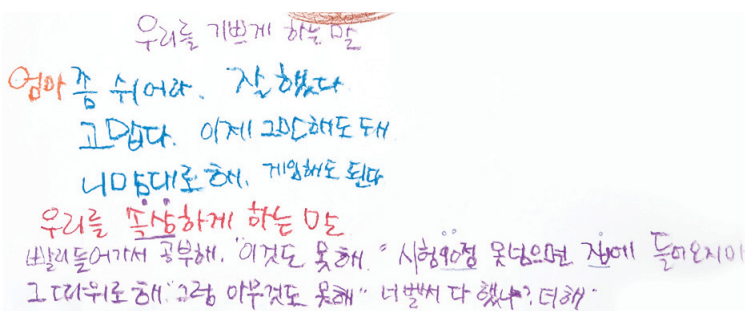 우리를 기쁘게 하는 말
엄마 좀 쉬어라. 잘 했다
고맙다. 이제 그만해도 돼
니맘대로해. 게임해도 된다
우리를 속상하게 하는 말
빨리들어가서 공부해. "이것도 못해." 시험90점 못넘으면 집에 들어오지마
그따위로해." 그럼 아무것도 못해" 너벌써 다 했냐? 더해"